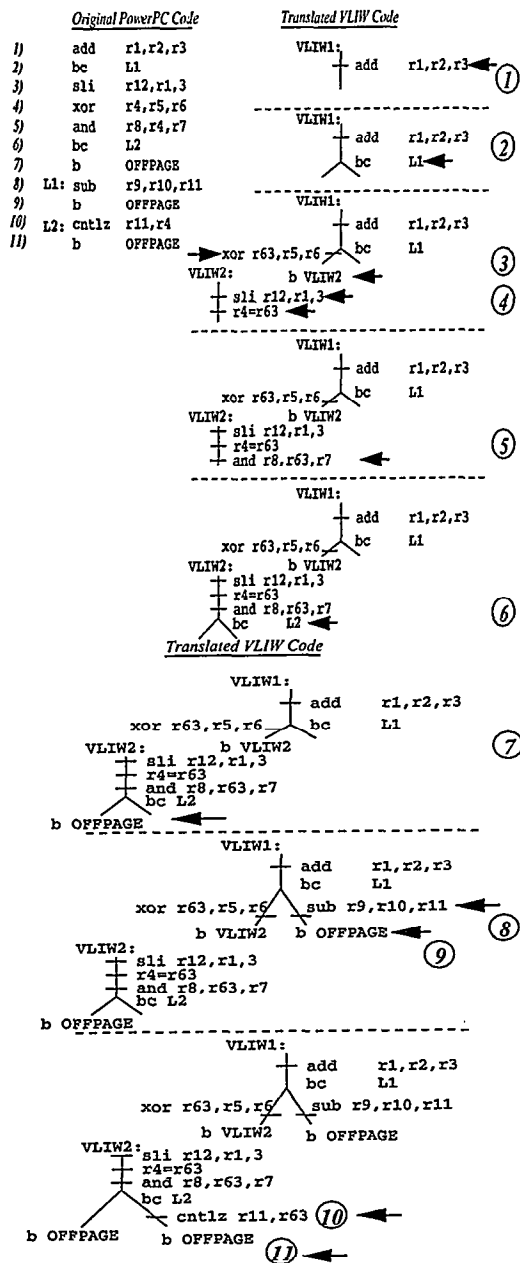 Original PowerPC Code
1) add r1,r2,r3
2) bc L1
3) sli r12,r1,3
4) xor r4,r5,r6
5) and r8,r4,r7
6) bc L2
7) b OFFPAGE
8) L1: sub r9,r10,r11
9) b OFFPAGE
10) L2: cntlz r11,r4
11) b OFFPAGE
Translated VLIW Code
VLIW1:
add r1,r2,r3
1
VLIW1:
add r1,r2,r3
bc L1
2
VLIW1:
add r1,r2,r3
xor r63,r5,r6 bc L1
b VLIW2
3
VLIW2:
sli r12,r1,3
r4=r63
4
VLIW1:
add r1,r2,r3
xor r63,r5,r6 bc L1
VLIW2: b VLIW2
sli r12,r1,3
r4=r63
and r8,r63,r7
5
VLIW1:
add r1,r2,r3
xor r63,r5,r6 bc L1
VLIW2: b VLIW2
sli r12,r1,3
r4=r63
and r8,r63,r7
bc L2
6
Translated VLIW Code
VLIW1:
add r1,r2,r3
xor r63,r5,r6 bc L1
VLIW2: b VLIW2
7
sli r12,r1,3
r4=r63
and r8,r63,r7
bc L2
b OFFPAGE
VLIW1:
add r1,r2,r3
bc L1
xor r63,r5,r6 sub r9,r10,r11
8
b VLIW2 b OFFPAGE
9
VLIW2:
sli r12,r1,3
r4=r63
and r8,r63,r7
bc L2
b OFFPAGE
VLIW1:
add r1,r2,r3
bc L1
xor r63,r5,r6 sub r9,r10,r11
b VLIW2 b OFFPAGE
VLIW2:
sli r12,r1,3
r4=r63
and r8,r63,r7
bc L2
cntlz r11,r63 10
b OFFPAGE b OFFPAGE
11